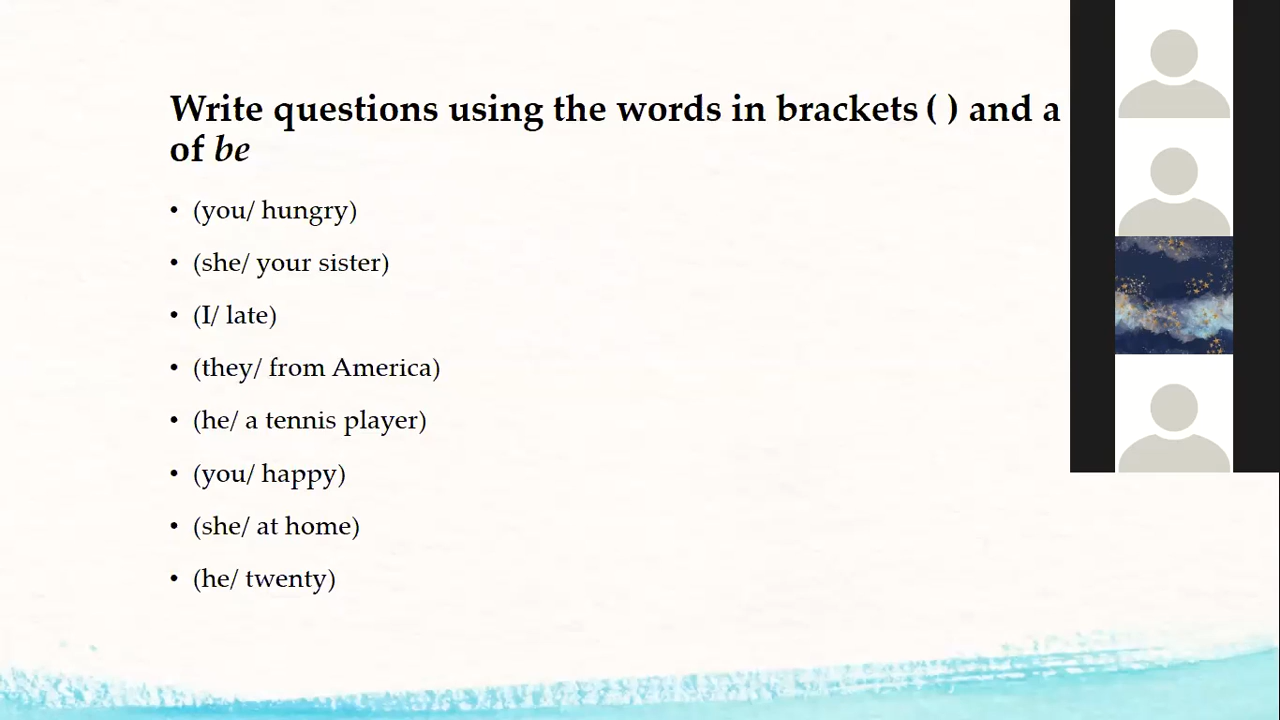 Write questions using the words in brackets ( ) and a
of be
• (you/ hungry)
• (she/ your sister)
• (I/ late)
• (they/ from America)
• (he/ a tennis player)
• (you/ happy)
• (she/ at home)
• (he/ twenty)